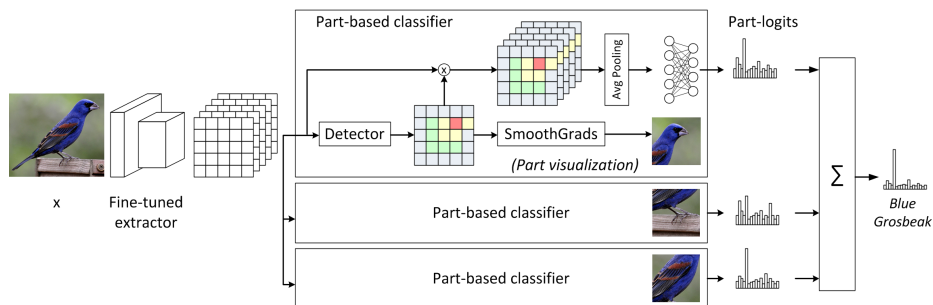 Part-based classifier
Part-logits
x
Avg Pooling
Detector
SmoothGrads
(Part visualization)
x
Fine-tuned
extractor
Part-based classifier
Σ
Blue
Grosbeak
Part-based classifier